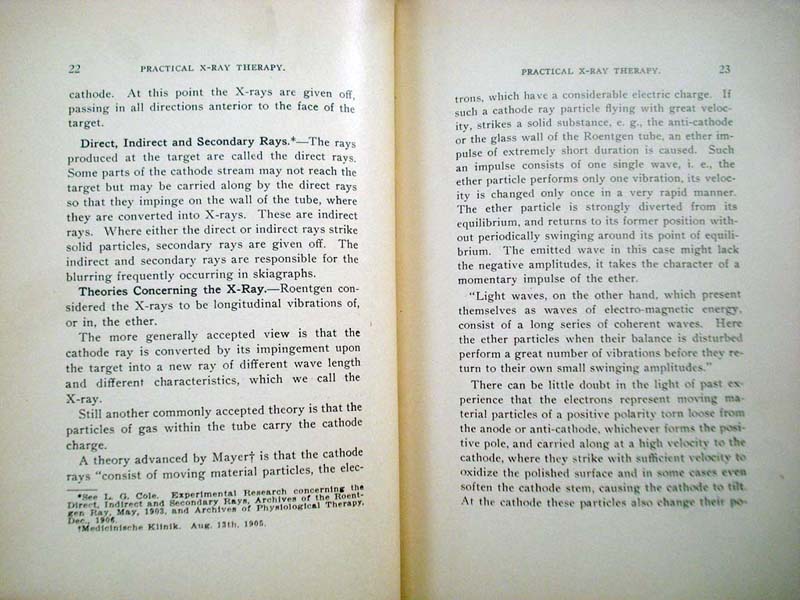 22 PRACTICAL X-RAY THERAPY.
cathode. At this point the X-rays are given off,
passing in all directions anterior to the face of the
target.
Direct, Indirect and Secondary Rays.*—The rays
produced at the target are called the direct rays.
Some parts of the cathode stream may not reach the
target but may be carried along by the direct rays
so that they impinge on the wall of the tube, where
they are converted into X-rays. These are indirect
rays. Where either the direct or indirect rays strike
solid particles, secondary rays are given off. The
indirect and secondary rays are responsible for the
blurring frequently occurring in skiagraphs.
Theories Concerning the X-Ray.—Roentgen con-
sidered the X-rays to be longitudinal vibrations of,
or in, the ether.
The more generally accepted view is that the
cathode ray is converted by its impingement upon
the target into a new ray of different wave length
and different characteristics, which we call the
X-ray.
Still another commonly accepted theory is that the
particles of gas within the tube carry the cathode
charge.
A theory advanced by Mayer† is that the cathode
rays “consist of moving material particles, the elec-
*See L. G. Cole. Experimental Research concerning the
Direct, Indirect and Secondary Rays, Archives of the Roent-
gen Ray, May, 1903, and Archives of Physiological Therapy,
Dec., 1906.
†Medicinische Klinik. Aug. 13th, 1905.
PRACTICAL X-RAY THERAPY. 23
trons, which have a considerable electric charge. If
such a cathode ray particle flying with great veloc-
ity, strikes a solid substance, e. g., the anti-cathode
or the glass wall of the Roentgen tube, an ether im-
pulse of extremely short duration is caused. Such
an impulse consists of one single wave, i. e., the
ether particle performs only one vibration, its veloc-
ity is changed only once in a very rapid manner.
The ether particle is strongly diverted from its
equilibrium, and returns to its former position with-
out periodically swinging around its point of equili-
brium. The emitted wave in this case might lack
the negative amplitudes, it takes the character of a
momentary impulse of the ether.
“Light waves, on the other hand, which present
themselves as waves of electro-magnetic energy,
consist of a long series of coherent waves. Here
the ether particles when their balance is disturbed
perform a great number of vibrations before they re-
turn to their own small swinging amplitudes.”
There can be little doubt in the light of past ex-
perience that the electrons represent moving ma-
terial particles of a positive polarity torn loose from
the anode or anti-cathode, whichever forms the posi-
tive pole, and carried along at a high velocity to the
cathode, where they strike with sufficient velocity to
oxidize the polished surface and in some cases even
soften the cathode stem, causing the cathode to tilt.
At the cathode these particles also change their po-